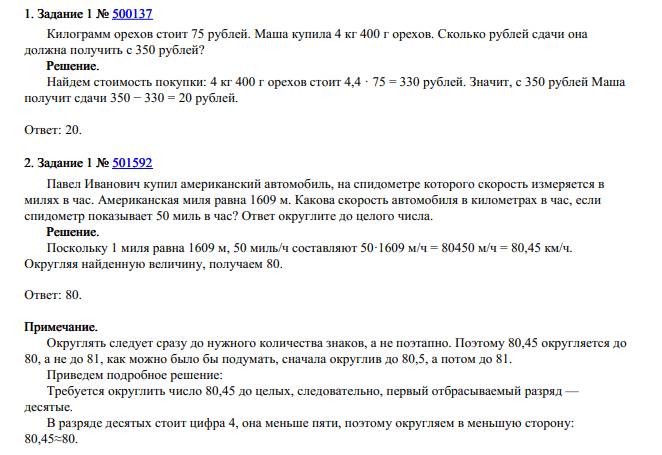 1. Задание 1 № 500137
Килограмм орехов стоит 75 рублей. Маша купила 4 кг 400 г орехов. Сколько рублей сдачи она
должна получить с 350 рублей?
Решение.
Найдем стоимость покупки: 4 кг 400 г орехов стоит 4,4 · 75 = 330 рублей. Значит, с 350 рублей Маша
получит сдачи 350 − 330 = 20 рублей.
Ответ: 20.
2. Задание 1 № 501592
Павел Иванович купил американский автомобиль, на спидометре которого скорость измеряется в
милях в час. Американская миля равна 1609 м. Какова скорость автомобиля в километрах в час, если
спидометр показывает 50 миль в час? Ответ округлите до целого числа.
Решение.
Поскольку 1 миля равна 1609 м, 50 миль/ч составляют 50·1609 м/ч = 80450 м/ч = 80,45 км/ч.
Округляя найденную величину, получаем 80.
Ответ: 80.
Примечание.
Округлять следует сразу до нужного количества знаков, а не поэтапно. Поэтому 80,45 округляется до
80, а не до 81, как можно было бы подумать, сначала округлив до 80,5, а потом до 81.
Приведем подробное решение:
Требуется округлить число 80,45 до целых, следовательно, первый отбрасываемый разряд —
десятые.
В разряде десятых стоит цифра 4, она меньше пяти, поэтому округляем в меньшую сторону:
80,45≈80.